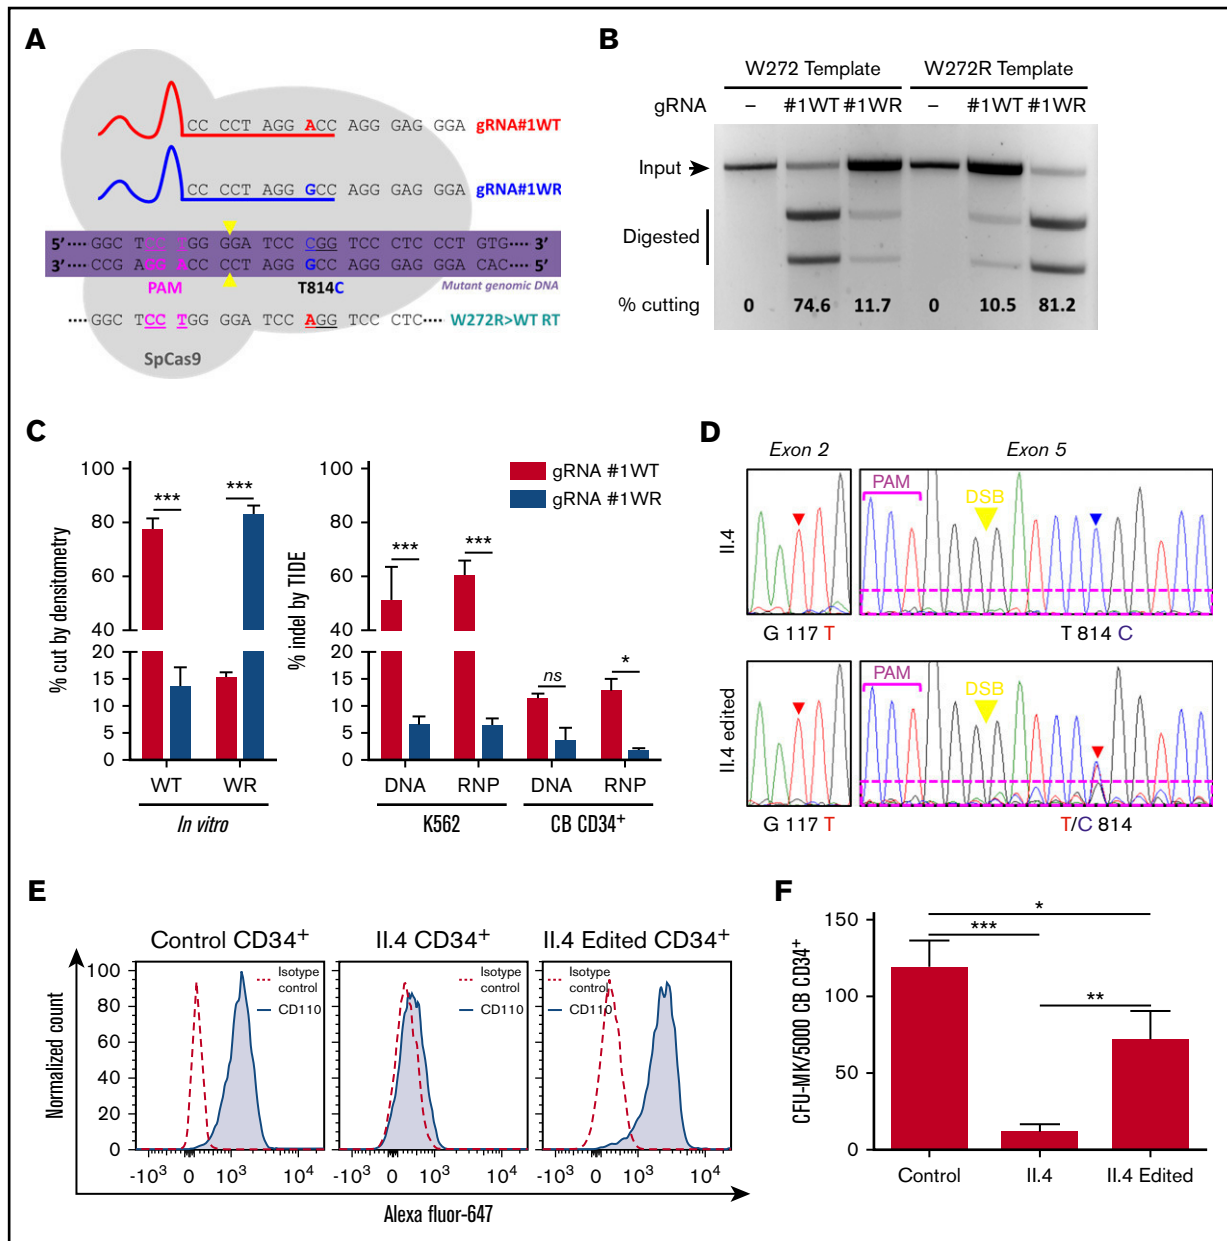 A
CC CCT AGG ACC AGG GAG GGA gRNA#1WT
CC CCT AGG GCC AGG GAG GGA gRNA#1WR
5’···· GGC TCC TGG GGA TCC CGG TCC CTC CCT GTG···· 3’
3’···· CCG AGG ACC CCT AGG GCC AGG GAG GGA CAC···· 5’
PAM
T814C
Mutant genomic DNA
···· GGC TCC TGG GGA TCC AGG TCC CTC···· W272R>WT RT
SpCas9
B
W272 Template
W272R Template
gRNA
– #1WT #1WR – #1WT #1WR
Input
Digested
% cutting
0 74.6 11.7 0 10.5 81.2
C
% cut by densitometry
100
80
60
40
20
15
10
5
0
***
***
WT
WR
In vitro
% indel by TIDE
100
80
60
40
20
15
10
5
0
gRNA #1WT
gRNA #1WR
***
***
ns
*
DNA
RNP
DNA
RNP
K562
CB CD34+
D
Exon 2
Exon 5
II.4
PAM
DSB
G 117 T
T 814 C
II.4 edited
PAM
DSB
G 117 T
T/C 814
E
Control CD34+
II.4 CD34+
II.4 Edited CD34+
Normalized count
100
80
60
40
20
0
Isotype control
CD110
Isotype control
CD110
Isotype control
CD110
-10³ 0 10³ 10⁴
-10³ 0 10³ 10⁴
-10³ 0 10³ 10⁴
Alexa fluor-647
F
CFU-MK/5000 CB CD34+
150
100
50
0
*
***
**
Control
II.4
II.4 Edited